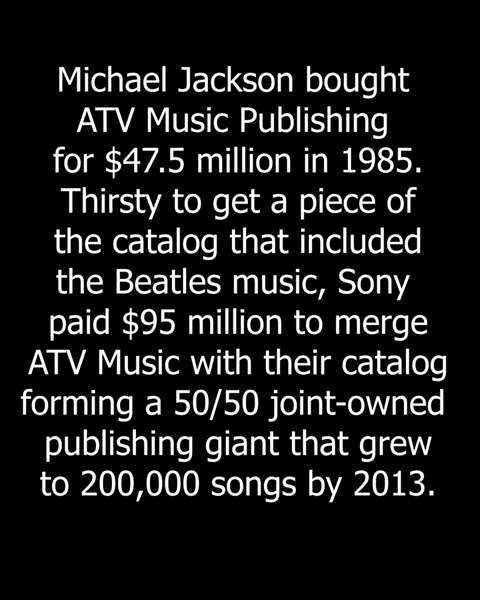 Michael Jackson bought
ATV Music Publishing
for $47.5 million in 1985.
Thirsty to get a piece of
the catalog that included
the Beatles music, Sony
paid $95 million to merge
ATV Music with their catalog
forming a 50/50 joint-owned
publishing giant that grew
to 200,000 songs by 2013.